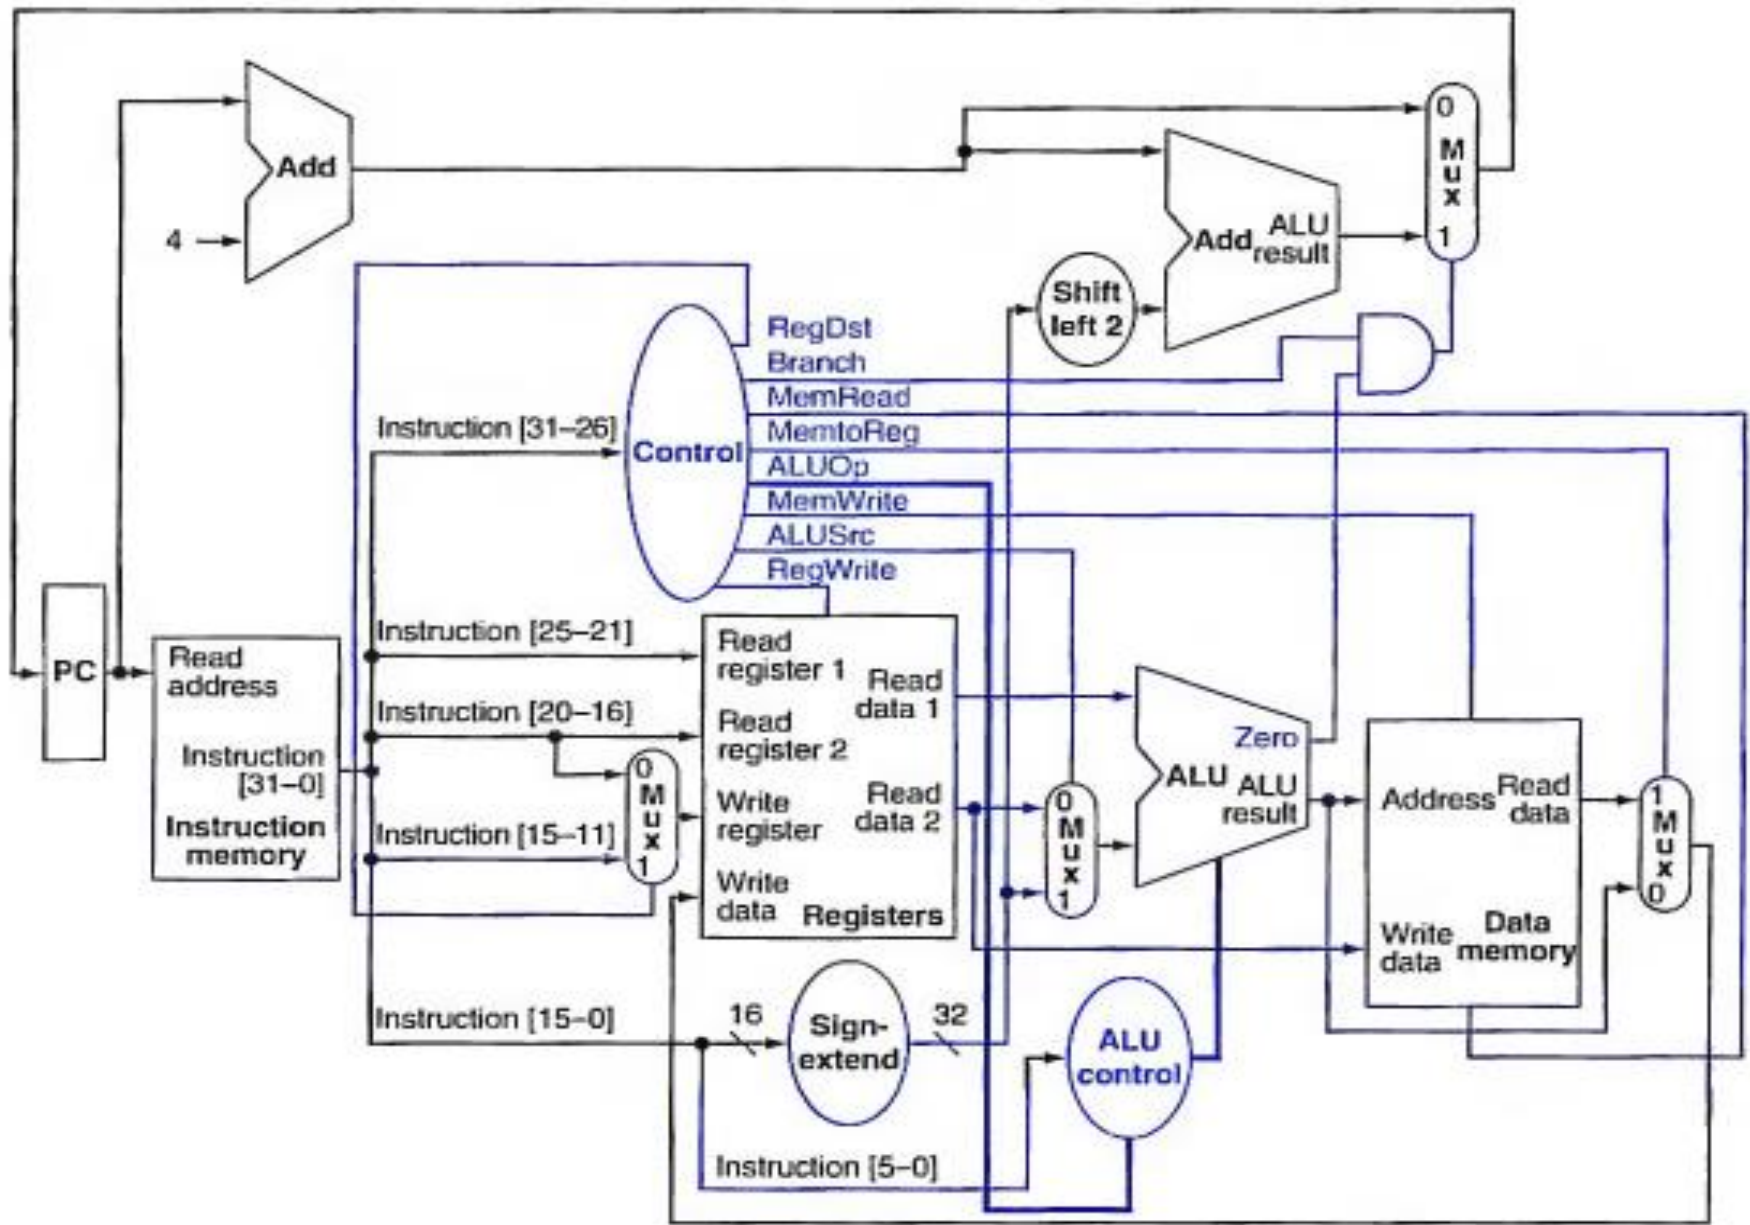 0
M
u
x
1
Add
4
Add
ALU
result
Shift
left 2
RegDst
Branch
MemRead
MemtoReg
ALUOp
MemWrite
ALUSrc
RegWrite
Instruction [31–26]
Control
PC
Read
address
Instruction
[31–0]
Instruction
memory
Instruction [25–21]
Instruction [20–16]
Instruction [15–11]
0
M
u
x
1
Read
register 1
Read
register 2
Write
register
Write
data
Read
data 1
Read
data 2
Registers
0
M
u
x
1
Zero
ALU
ALU
result
Address
Read
data
Write
data
Data
memory
1
M
u
x
0
Instruction [15–0]
16
Sign-
extend
32
ALU
control
Instruction [5–0]